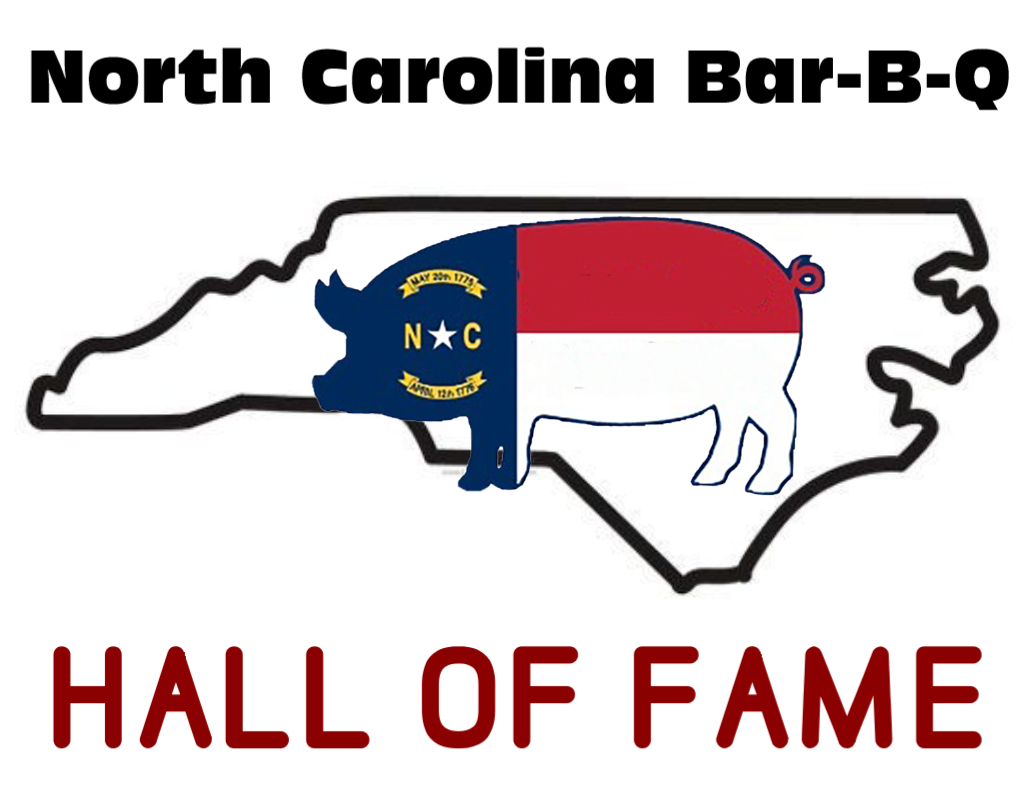 North Carolina Bar-B-Q
MAY 20th 1775
N★C
APRIL 12th 1776
HALL OF FAME